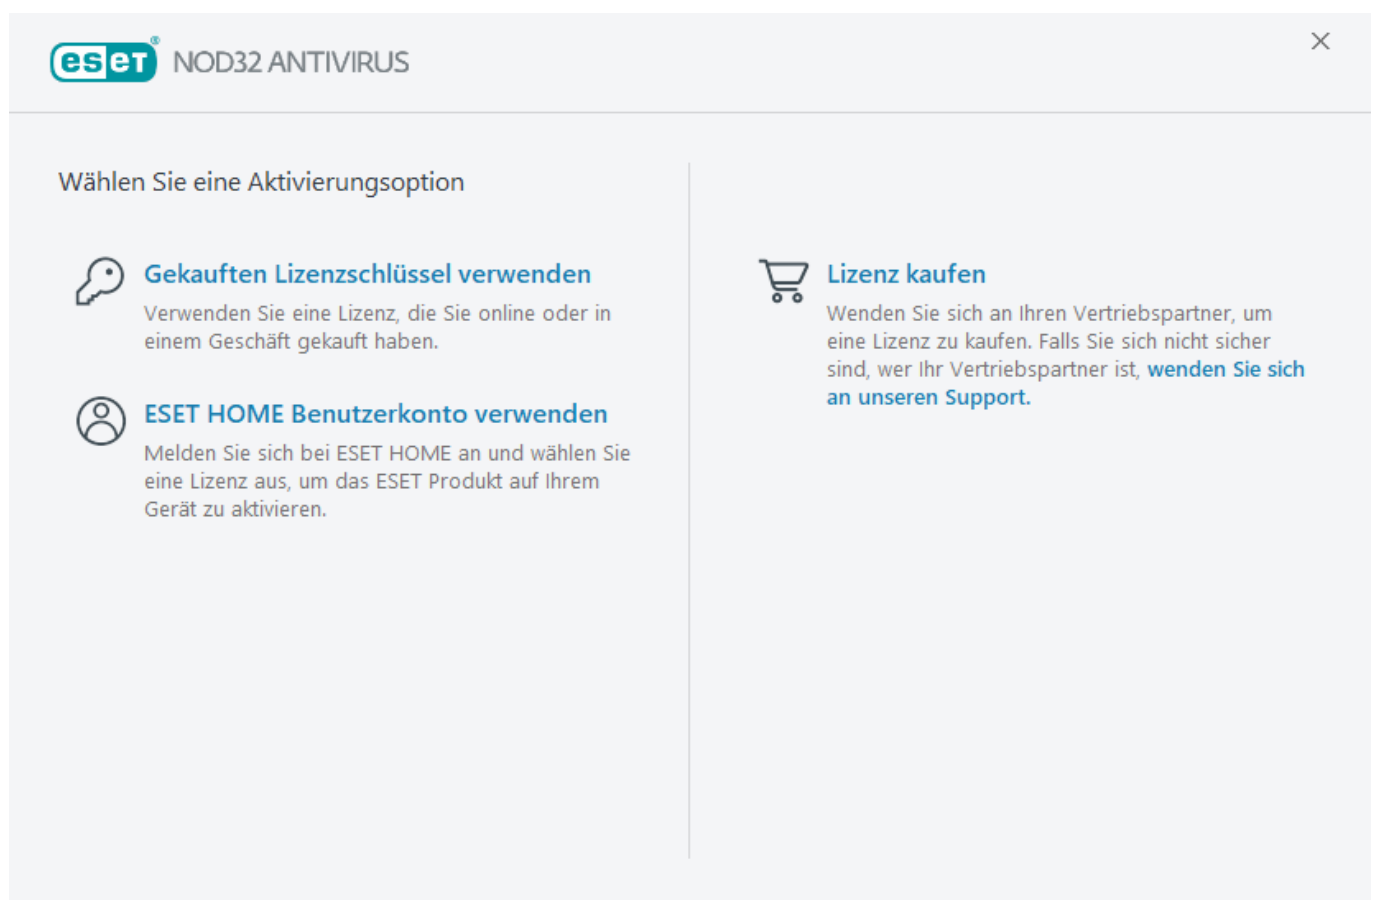 eset® NOD32 ANTIVIRUS
Wählen Sie eine Aktivierungsoption
Gekauften Lizenzschlüssel verwenden
Verwenden Sie eine Lizenz, die Sie online oder in
einem Geschäft gekauft haben.
ESET HOME Benutzerkonto verwenden
Melden Sie sich bei ESET HOME an und wählen Sie
eine Lizenz aus, um das ESET Produkt auf Ihrem
Gerät zu aktivieren.
Lizenz kaufen
Wenden Sie sich an Ihren Vertriebspartner, um
eine Lizenz zu kaufen. Falls Sie sich nicht sicher
sind, wer Ihr Vertriebspartner ist, wenden Sie sich
an unseren Support.